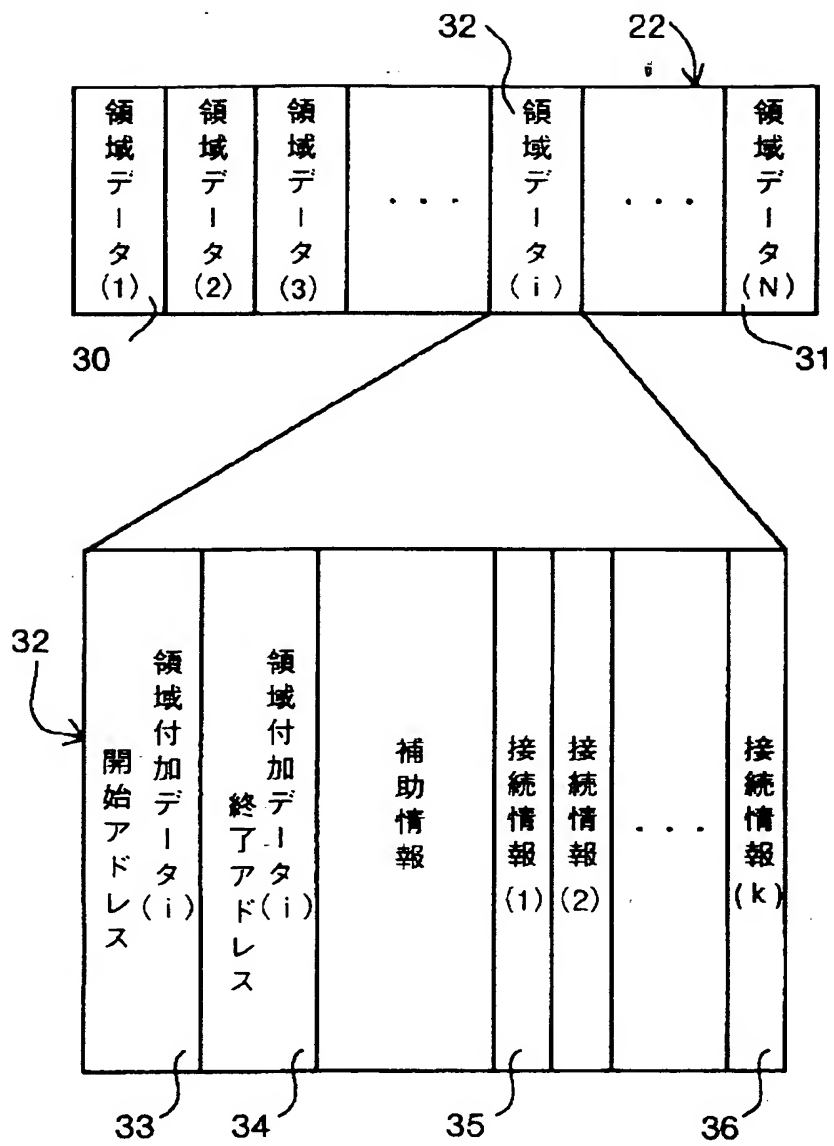 32
22
領域データ(1)
領域データ(2)
領域データ(3)
・・・
領域データ(i)
・・・
領域データ(N)
30
31
32
領域付加データ(i)
開始アドレス
領域付加データ(i)
終了アドレス
補助情報
接続情報(1)
接続情報(2)
・・・
接続情報(k)
33
34
35
36